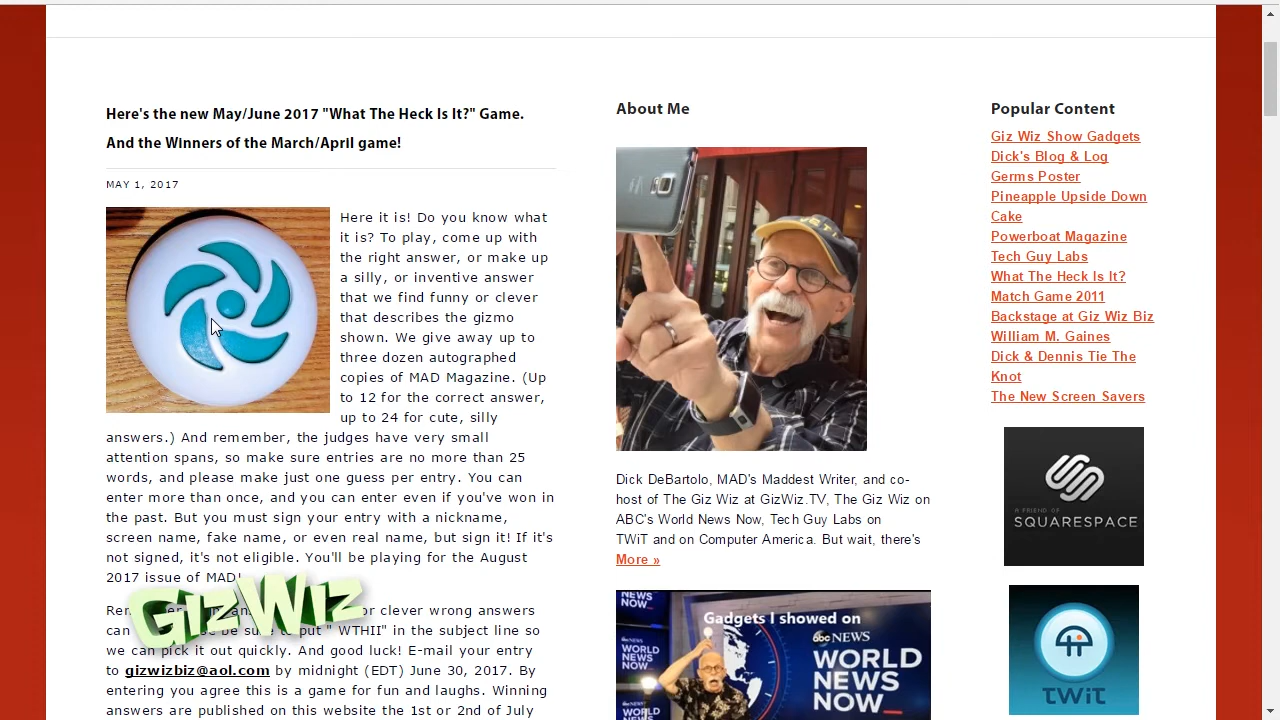 Here's the new May/June 2017 "What The Heck Is It?" Game.
And the Winners of the March/April game!
MAY 1, 2017
Here it is! Do you know what
it is? To play, come up with
the right answer, or make up
a silly, or inventive answer
that we find funny or clever
that describes the gizmo
shown. We give away up to
three dozen autographed
copies of MAD Magazine. (Up
to 12 for the correct answer,
up to 24 for cute, silly
answers.) And remember, the judges have very small
attention spans, so make sure entries are no more than 25
words, and please make just one guess per entry. You can
enter more than once, and you can enter even if you've won in
the past. But you must sign your entry with a nickname,
screen name, fake name, or even real name, but sign it! If it's
not signed, it's not eligible. You'll be playing for the August
2017 issue of MAD!
or clever wrong answers
can be sure to put " WTHII" in the subject line so
we can pick it out quickly. And good luck! E-mail your entry
to gizwizbiz@aol.com by midnight(EDT) June 30, 2017. By
entering you agree this is a game for fun and laughs. Winning
answers are published on this website the 1st or 2nd of July
GizWiz
About Me
JETS
Dick DeBartolo, MAD's Maddest Writer, and co-
host of The Giz Wiz at GizWiz.TV, The Giz Wiz on
ABC's World News Now, Tech Guy Labs on
TWiT and on Computer America. But wait, there's
More »
Gadgets I showed on
abc NEWS
WORLD
NEWS
NOW
Popular Content
Giz Wiz Show Gadgets
Dick's Blog & Log
Germs Poster
Pineapple Upside Down
Cake
Powerboat Magazine
Tech Guy Labs
What The Heck Is It?
Match Game 2011
Backstage at Giz Wiz Biz
William M. Gaines
Dick & Dennis Tie The
Knot
The New Screen Savers
A FRIEND OF
SQUARESPACE
TWiT